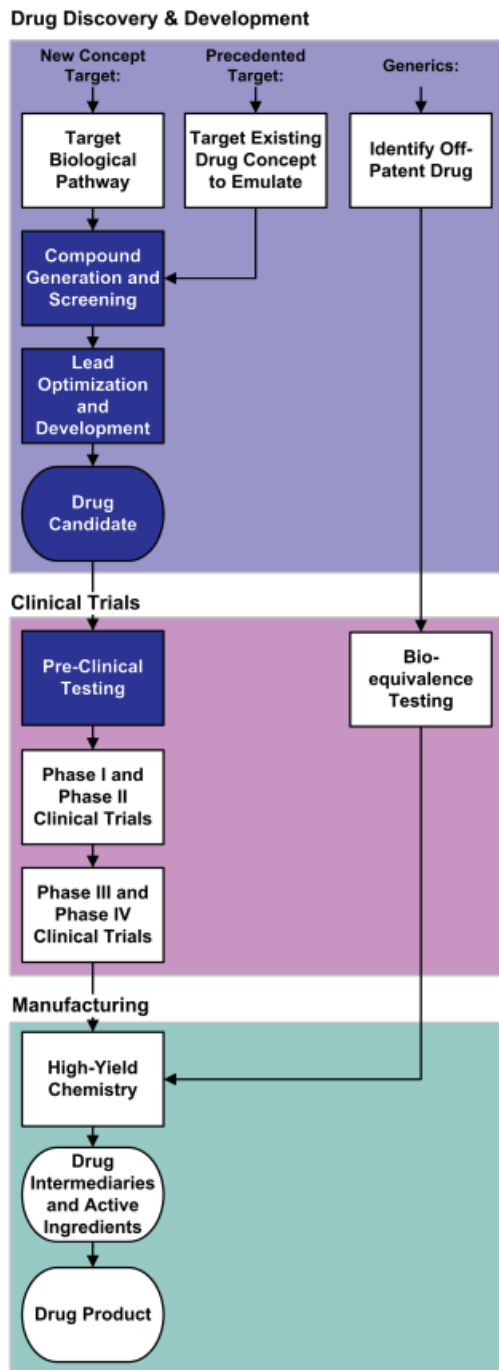 Drug Discovery & Development
New Concept
Target:
Precedented
Target:
Generics:
Target
Biological
Pathway
Target Existing
Drug Concept
to Emulate
Identify Off-
Patent Drug
Compound
Generation and
Screening
Lead
Optimization
and
Development
Drug
Candidate
Clinical Trials
Pre-Clinical
Testing
Bio-
equivalence
Testing
Phase I and
Phase II
Clinical Trials
Phase III and
Phase IV
Clinical Trials
Manufacturing
High-Yield
Chemistry
Drug
Intermediaries
and Active
Ingredients
Drug Product